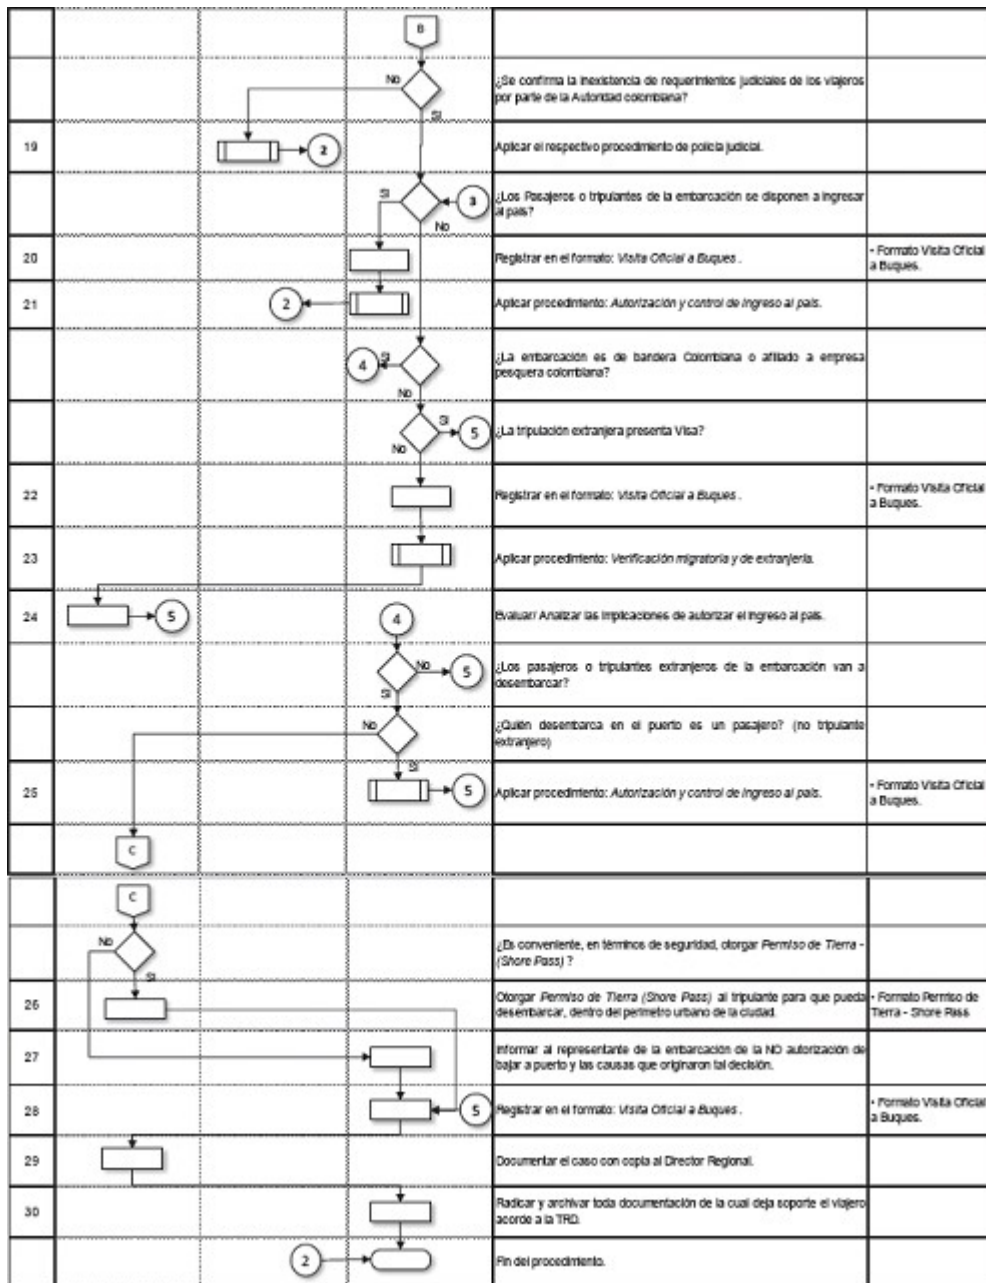 B
No
¿Se confirma la inexistencia de requerimientos judiciales de los viajeros
por parte de la Autoridad colombiana?
Si
19
2
Aplicar el respectivo procedimiento de policía judicial.
Si
3
¿Los Pasajeros o tripulantes de la embarcación se disponen a ingresar
al país?
No
20
Registrar en el formato: Visita Oficial a Buques .
• Formato Visita Oficial
a Buques.
21
2
Aplicar procedimiento: Autorización y control de ingreso al país.
4
Si
¿La embarcación es de bandera Colombiana o afiliado a empresa
pesquera colombiana?
No
Si
5
¿La tripulación extranjera presenta Visa?
No
22
Registrar en el formato: Visita Oficial a Buques .
• Formato Visita Oficial
a Buques.
23
Aplicar procedimiento: Verificación migratoria y de extranjería.
24
5
4
Evaluar/ Analizar las implicaciones de autorizar el ingreso al país.
No
5
¿Los pasajeros o tripulantes extranjeros de la embarcación van a
desembarcar?
Si
No
¿Quién desembarca en el puerto es un pasajero? (no tripulante
extranjero)
Si
25
5
Aplicar procedimiento: Autorización y control de ingreso al país.
• Formato Visita Oficial
a Buques.
C
C
No
¿Es conveniente, en términos de seguridad, otorgar Permiso de Tierra -
(Shore Pass) ?
Si
26
Otorgar Permiso de Tierra (Shore Pass) al tripulante para que pueda
desembarcar, dentro del perímetro urbano de la ciudad.
• Formato Permiso de
Tierra - Shore Pass
27
Informar al representante de la embarcación de la NO autorización de
bajar a puerto y las causas que originaron tal decisión.
28
5
Registrar en el formato: Visita Oficial a Buques .
• Formato Visita Oficial
a Buques.
29
Documentar el caso con copia al Director Regional.
30
Radicar y archivar toda documentación de la cual deja soporte el viajero
acorde a la TRD.
2
Fin del procedimiento.